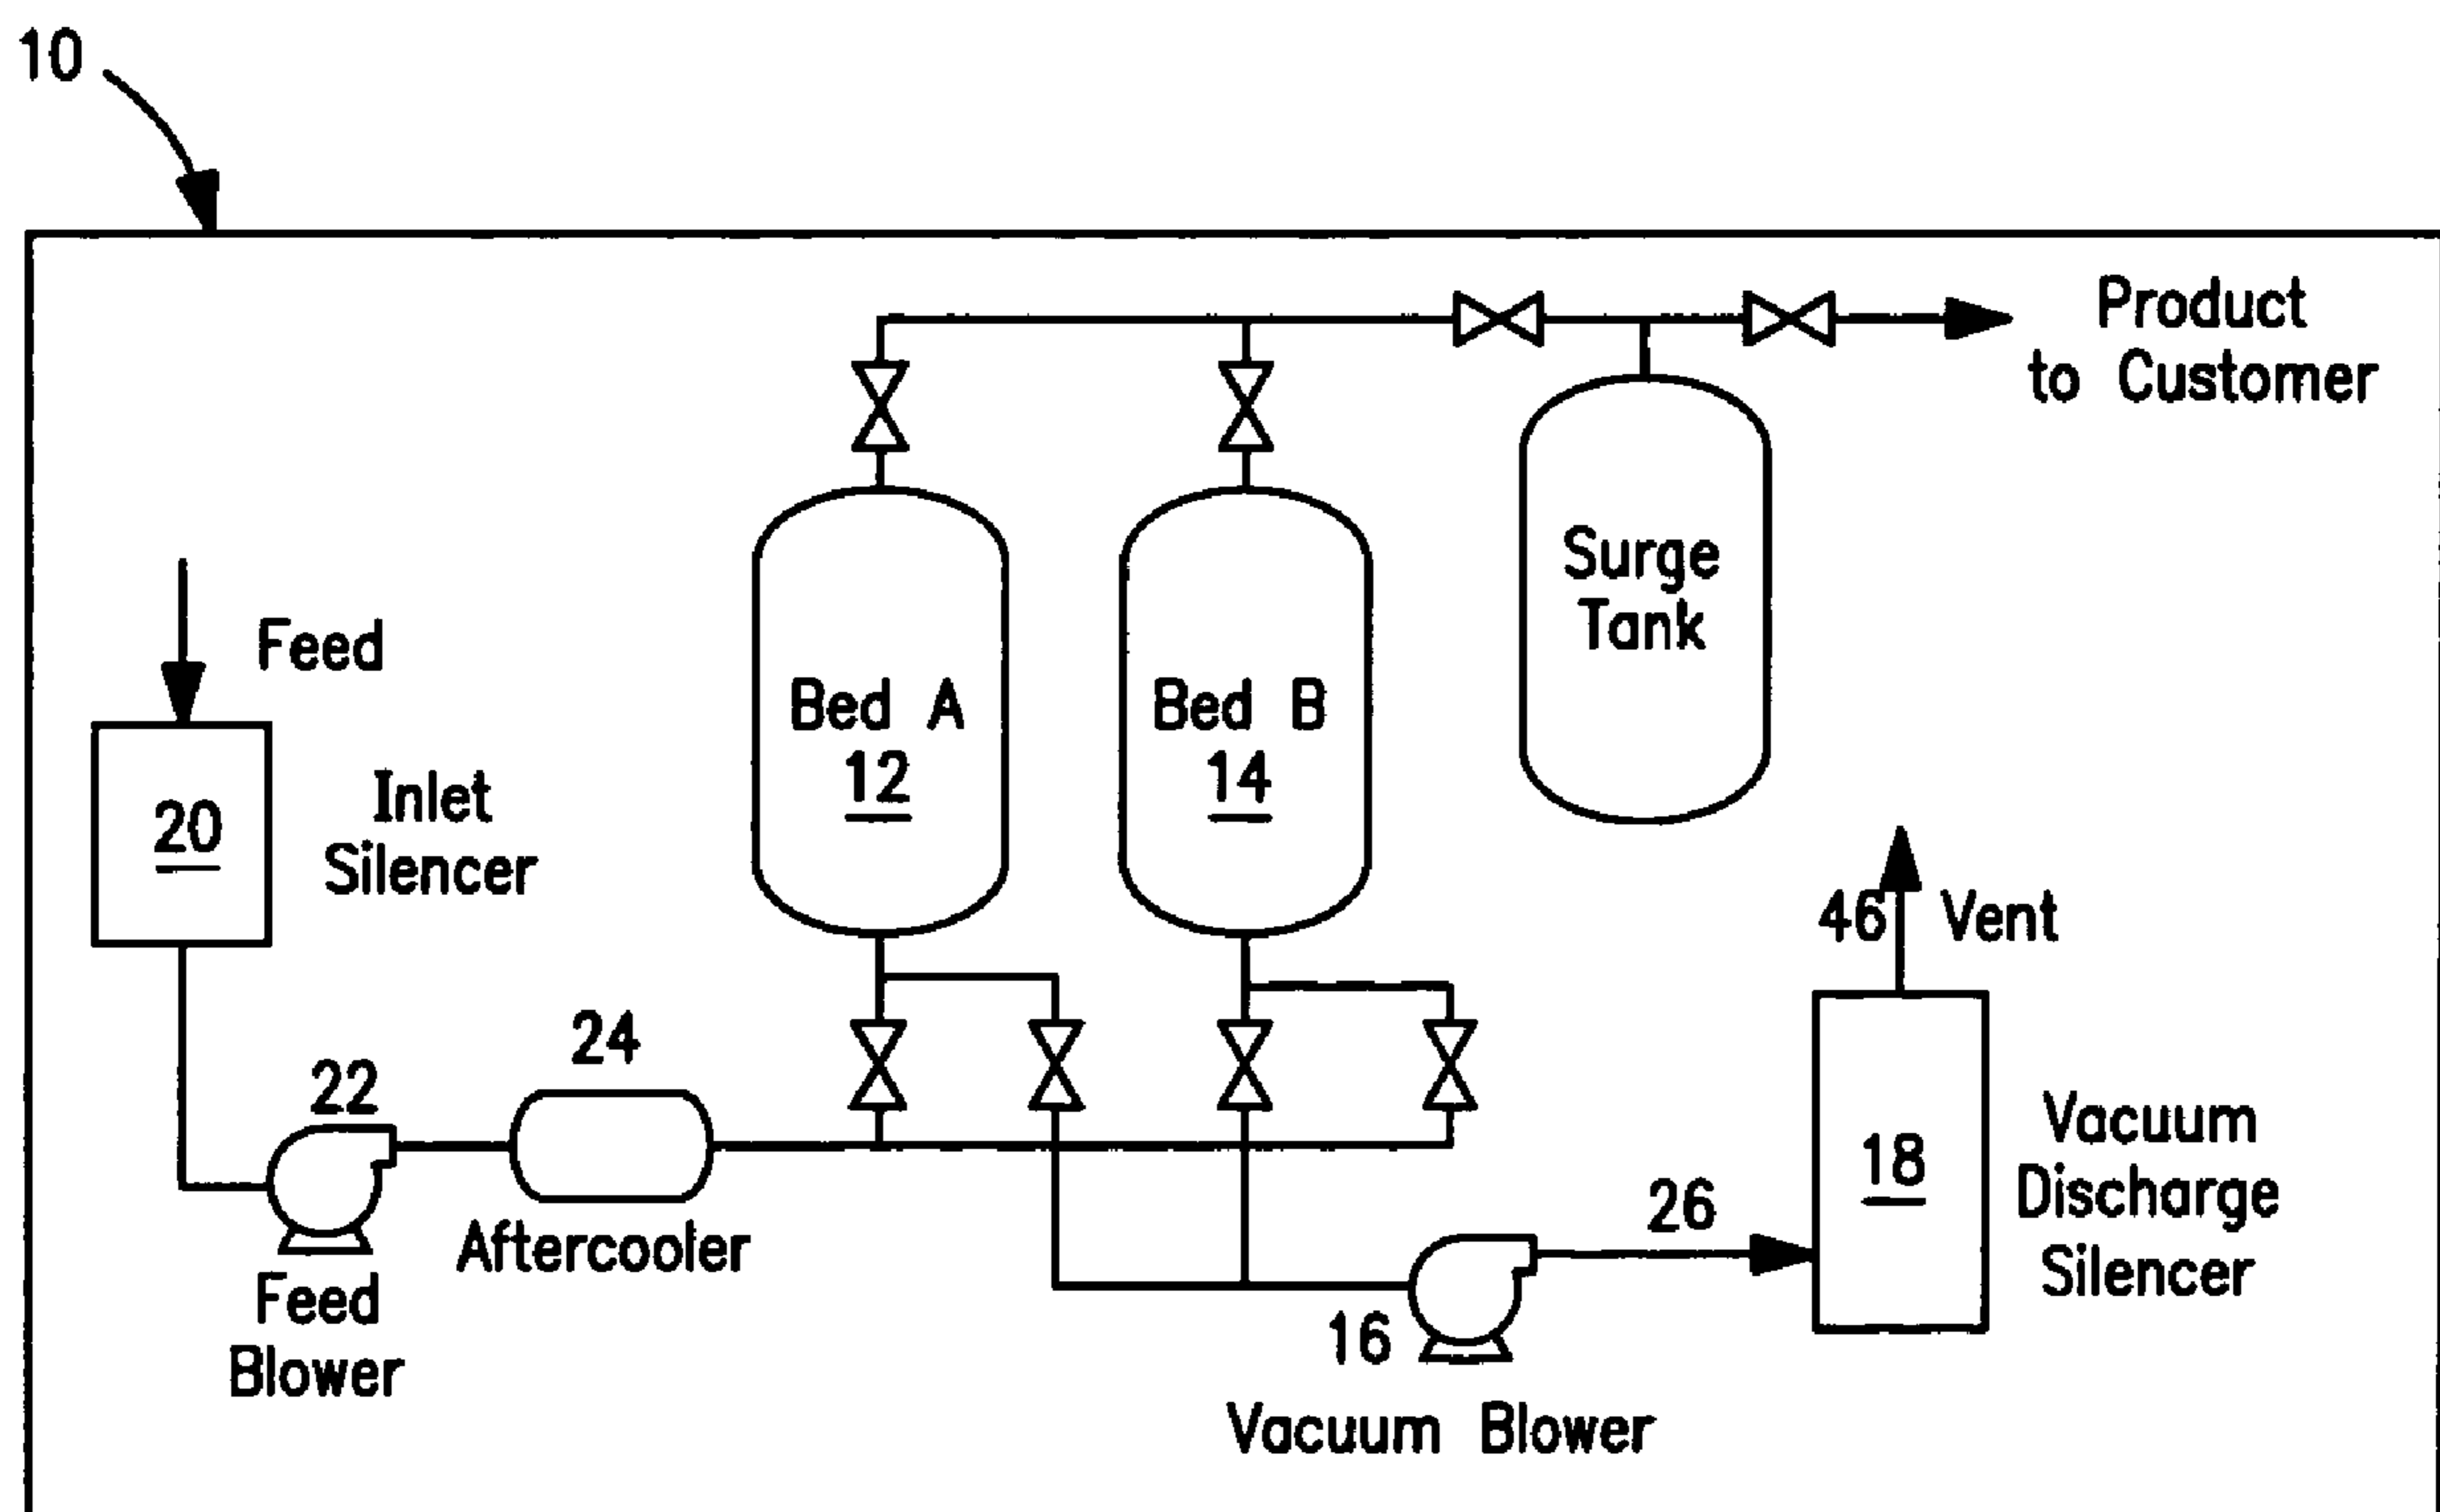 10
Product
to Customer
Surge
Tank
Feed
Bed A
12
Bed B
14
Inlet
Silencer
20
46 Vent
24
22
Aftercooler
Feed
Blower
26
18
Vacuum
Discharge
Silencer
16
Vacuum Blower